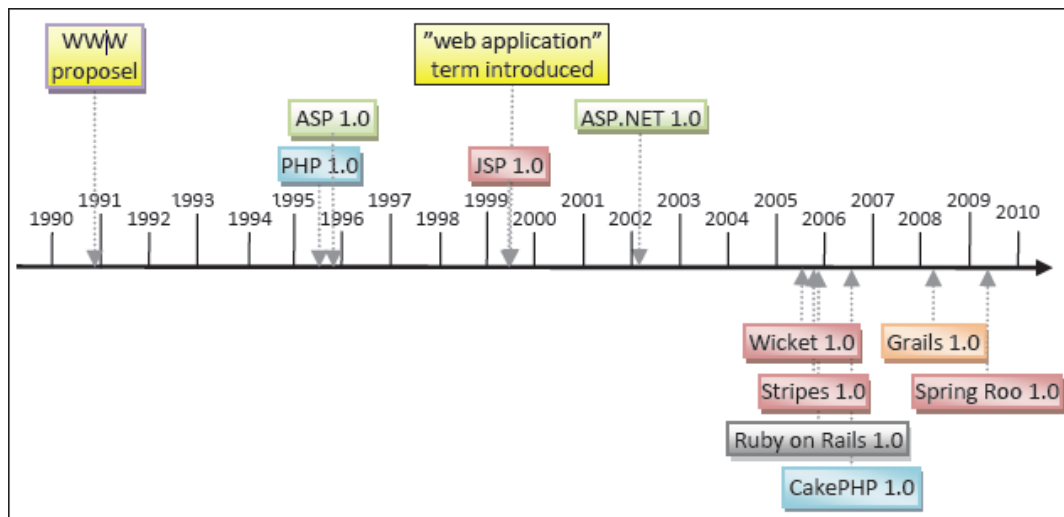 WWW
proposel
”web application”
term introduced
ASP 1.0
ASP.NET 1.0
PHP 1.0
JSP 1.0
1990 1991 1992 1993 1994 1995 1996 1997 1998 1999 2000 2001 2002 2003 2004 2005 2006 2007 2008 2009 2010
Wicket 1.0
Grails 1.0
Stripes 1.0
Spring Roo 1.0
Ruby on Rails 1.0
CakePHP 1.0